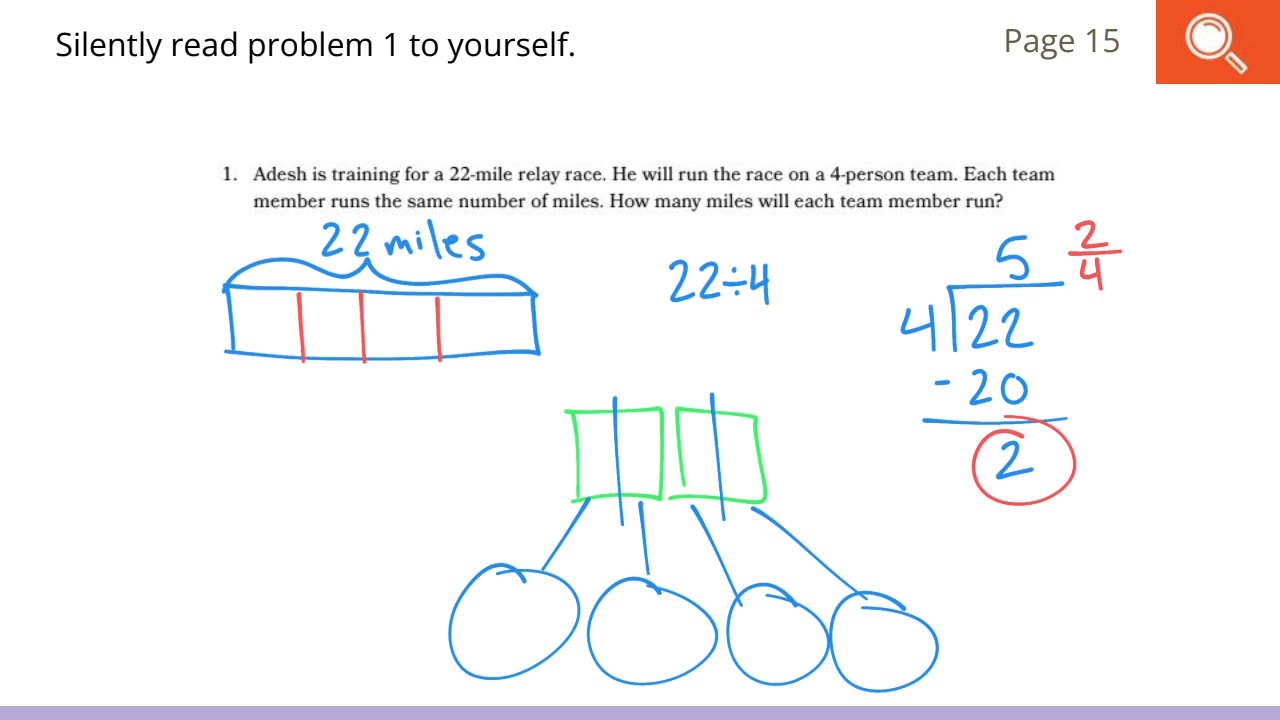 Silently read problem 1 to yourself.
Page 15
1. Adesh is training for a 22-mile relay race. He will run the race on a 4-person team. Each team
member runs the same number of miles. How many miles will each team member run?
22 miles
22÷4
5 2/4
4 22
- 20
2